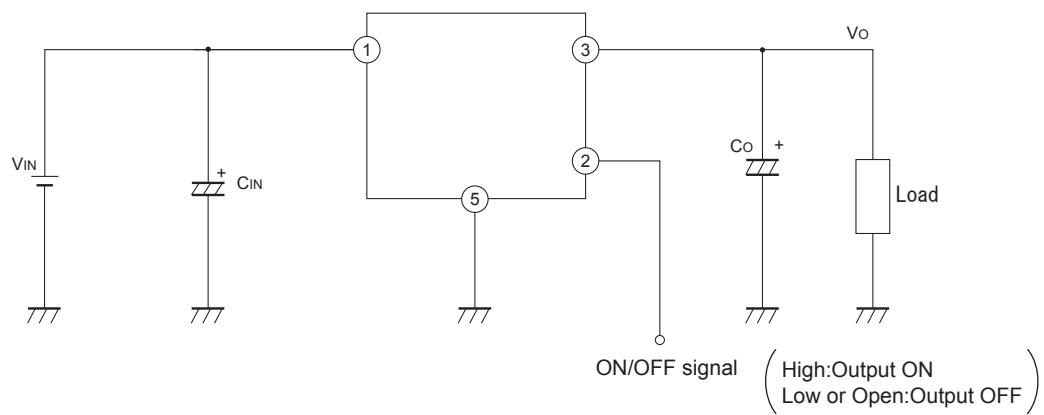 VO
1
3
VIN
CIN
2
CO
+
+
5
Load
ON/OFF signal
High:Output ON
Low or Open:Output OFF